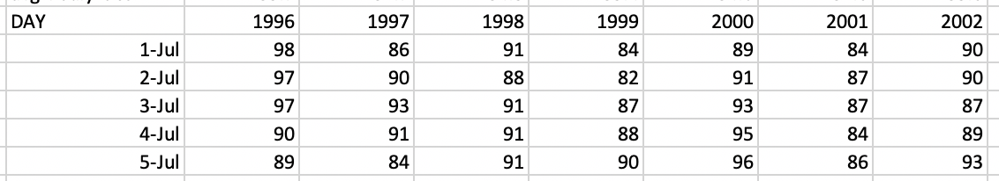 DAY 1996 1997 1998 1999 2000 2001 2002
1-Jul 98 86 91 84 89 84 90
2-Jul 97 90 88 82 91 87 90
3-Jul 97 93 91 87 93 87 87
4-Jul 90 91 91 88 95 84 89
5-Jul 89 84 91 90 96 86 93